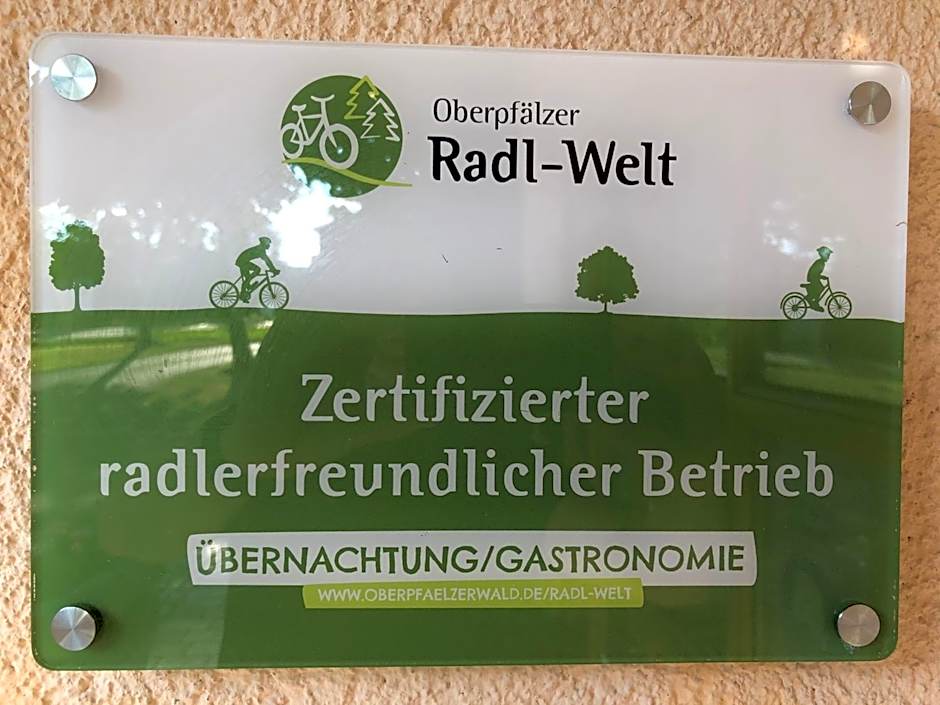 Oberpfälzer
Radl-Welt
Zertifizierter
radlerfreundlicher Betrieb
ÜBERNACHTUNG/GASTRONOMIE
WWW.OBERPFAELZERWALD.DE/RADL-WELT